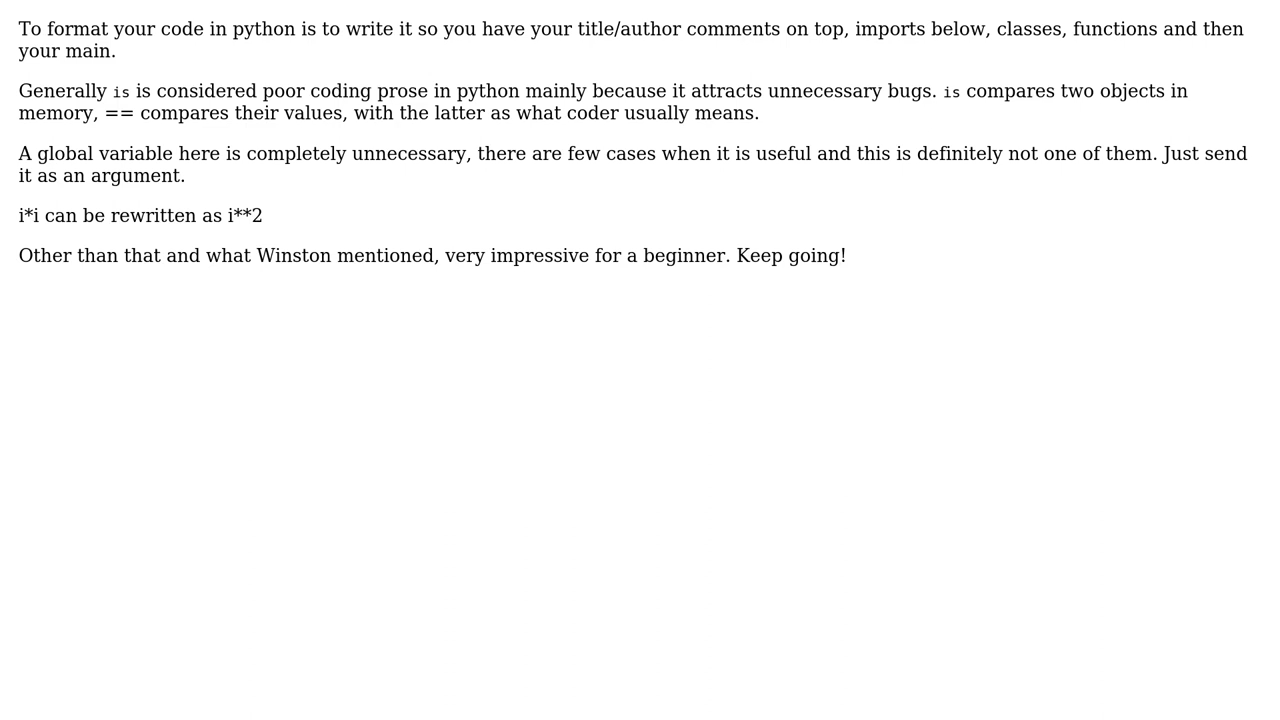 To format your code in python is to write it so you have your title/author comments on top, imports below, classes, functions and then
your main.
Generally is is considered poor coding prose in python mainly because it attracts unnecessary bugs. is compares two objects in
memory, == compares their values, with the latter as what coder usually means.
A global variable here is completely unnecessary, there are few cases when it is useful and this is definitely not one of them. Just send
it as an argument.
i*i can be rewritten as i**2
Other than that and what Winston mentioned, very impressive for a beginner. Keep going!